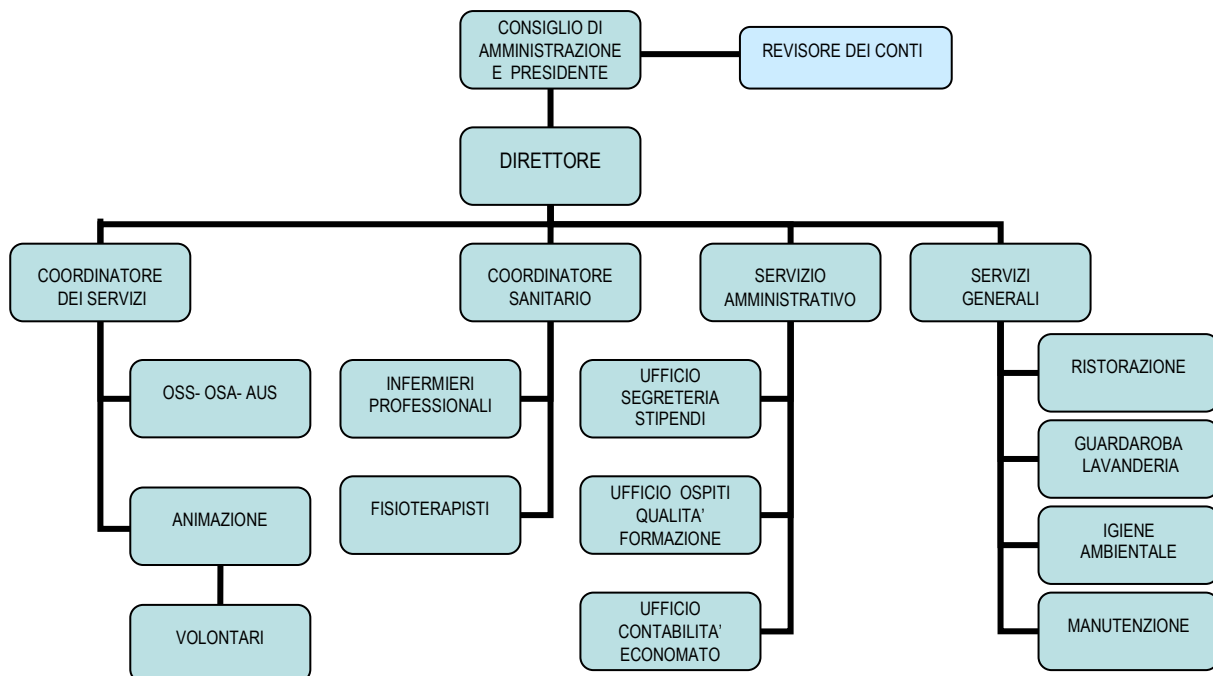 CONSIGLIO DI
AMMINISTRAZIONE
E PRESIDENTE
REVISORE DEI CONTI
DIRETTORE
COORDINATORE
DEI SERVIZI
COORDINATORE
SANITARIO
SERVIZIO
AMMINISTRATIVO
SERVIZI
GENERALI
OSS- OSA- AUS
ANIMAZIONE
VOLONTARI
INFERMIERI
PROFESSIONALI
FISIOTERAPISTI
UFFICIO
SEGRETERIA
STIPENDI
UFFICIO OSPITI
QUALITA’
FORMAZIONE
UFFICIO
CONTABILITA’
ECONOMATO
RISTORAZIONE
GUARDAROBA
LAVANDERIA
IGIENE
AMBIENTALE
MANUTENZIONE